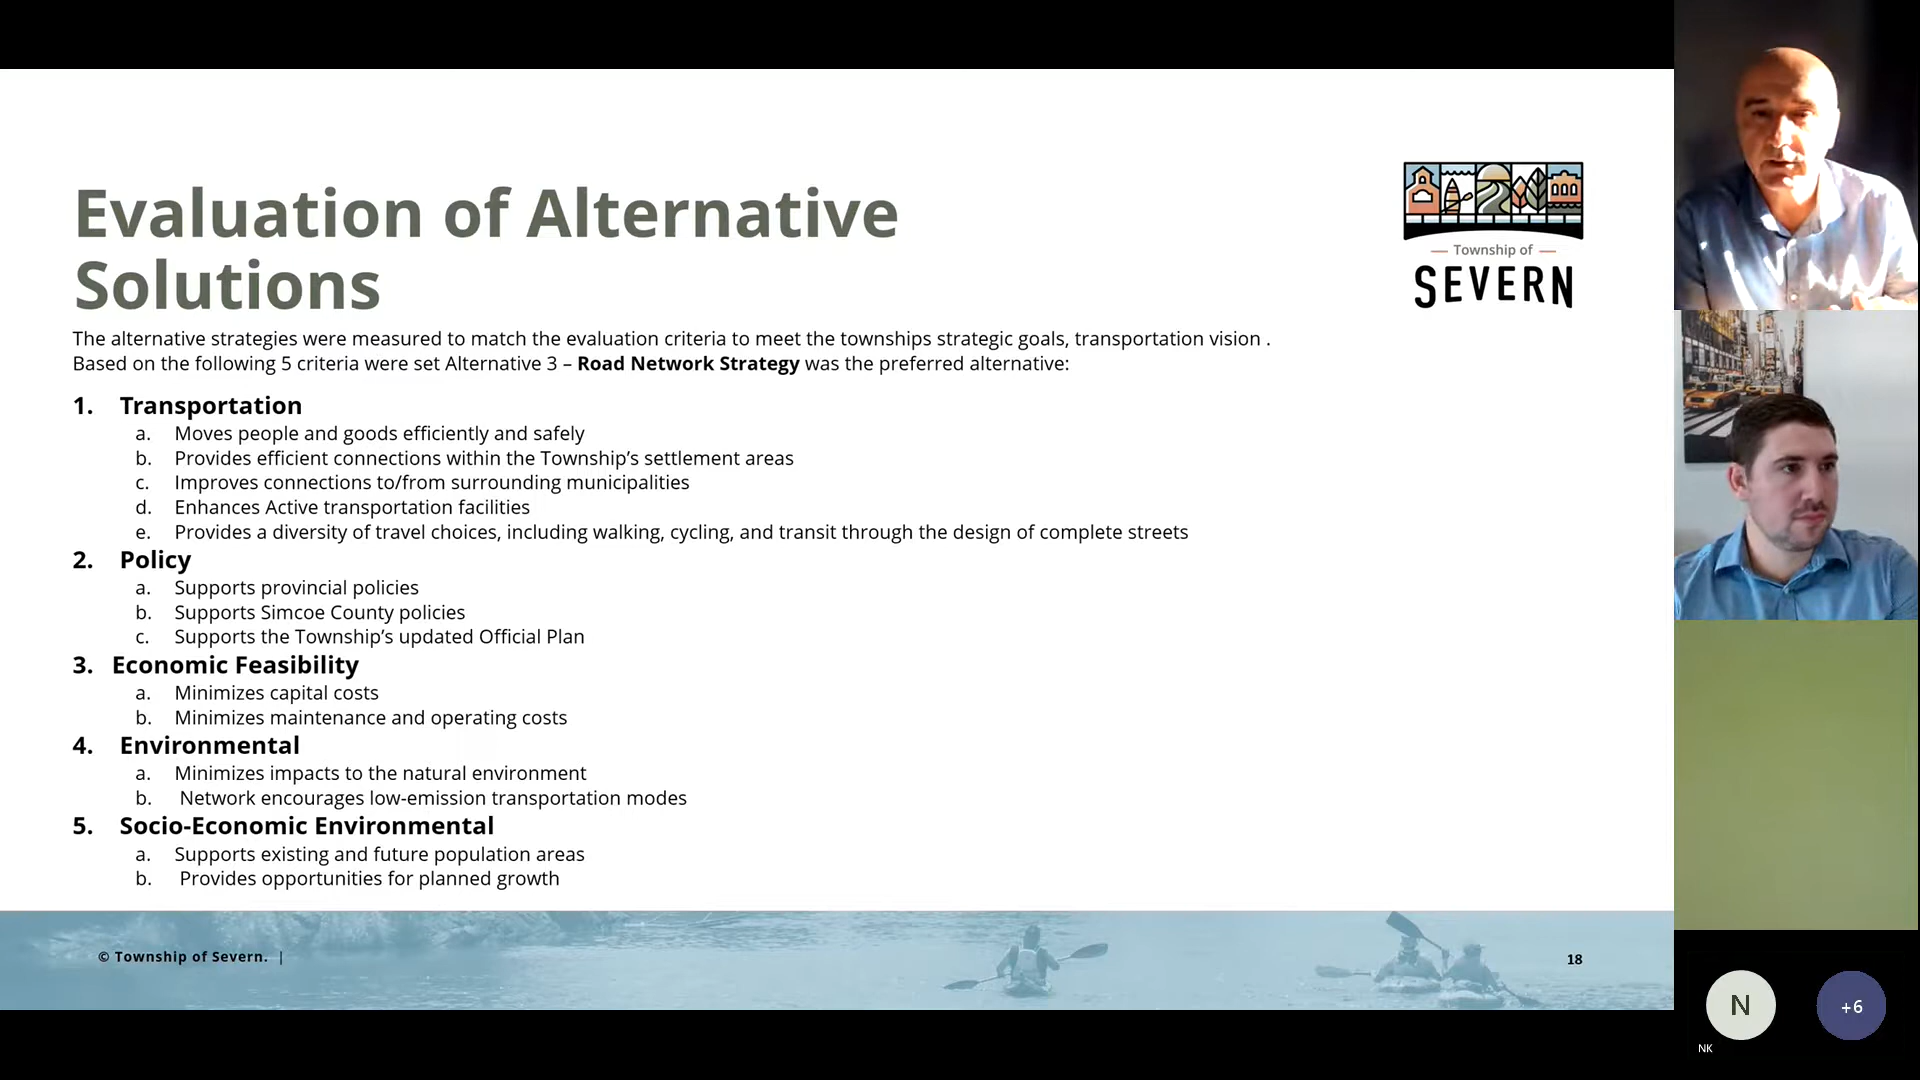 Evaluation of Alternative
Solutions
Township of
SEVERN
The alternative strategies were measured to match the evaluation criteria to meet the townships strategic goals, transportation vision .
Based on the following 5 criteria were set Alternative 3 – Road Network Strategy was the preferred alternative:
1. Transportation
a. Moves people and goods efficiently and safely
b. Provides efficient connections within the Township’s settlement areas
c. Improves connections to/from surrounding municipalities
d. Enhances Active transportation facilities
e. Provides a diversity of travel choices, including walking, cycling, and transit through the design of complete streets
2. Policy
a. Supports provincial policies
b. Supports Simcoe County policies
c. Supports the Township’s updated Official Plan
3. Economic Feasibility
a. Minimizes capital costs
b. Minimizes maintenance and operating costs
4. Environmental
a. Minimizes impacts to the natural environment
b. Network encourages low-emission transportation modes
5. Socio-Economic Environmental
a. Supports existing and future population areas
b. Provides opportunities for planned growth
© Township of Severn. |
18
N
+6
NK